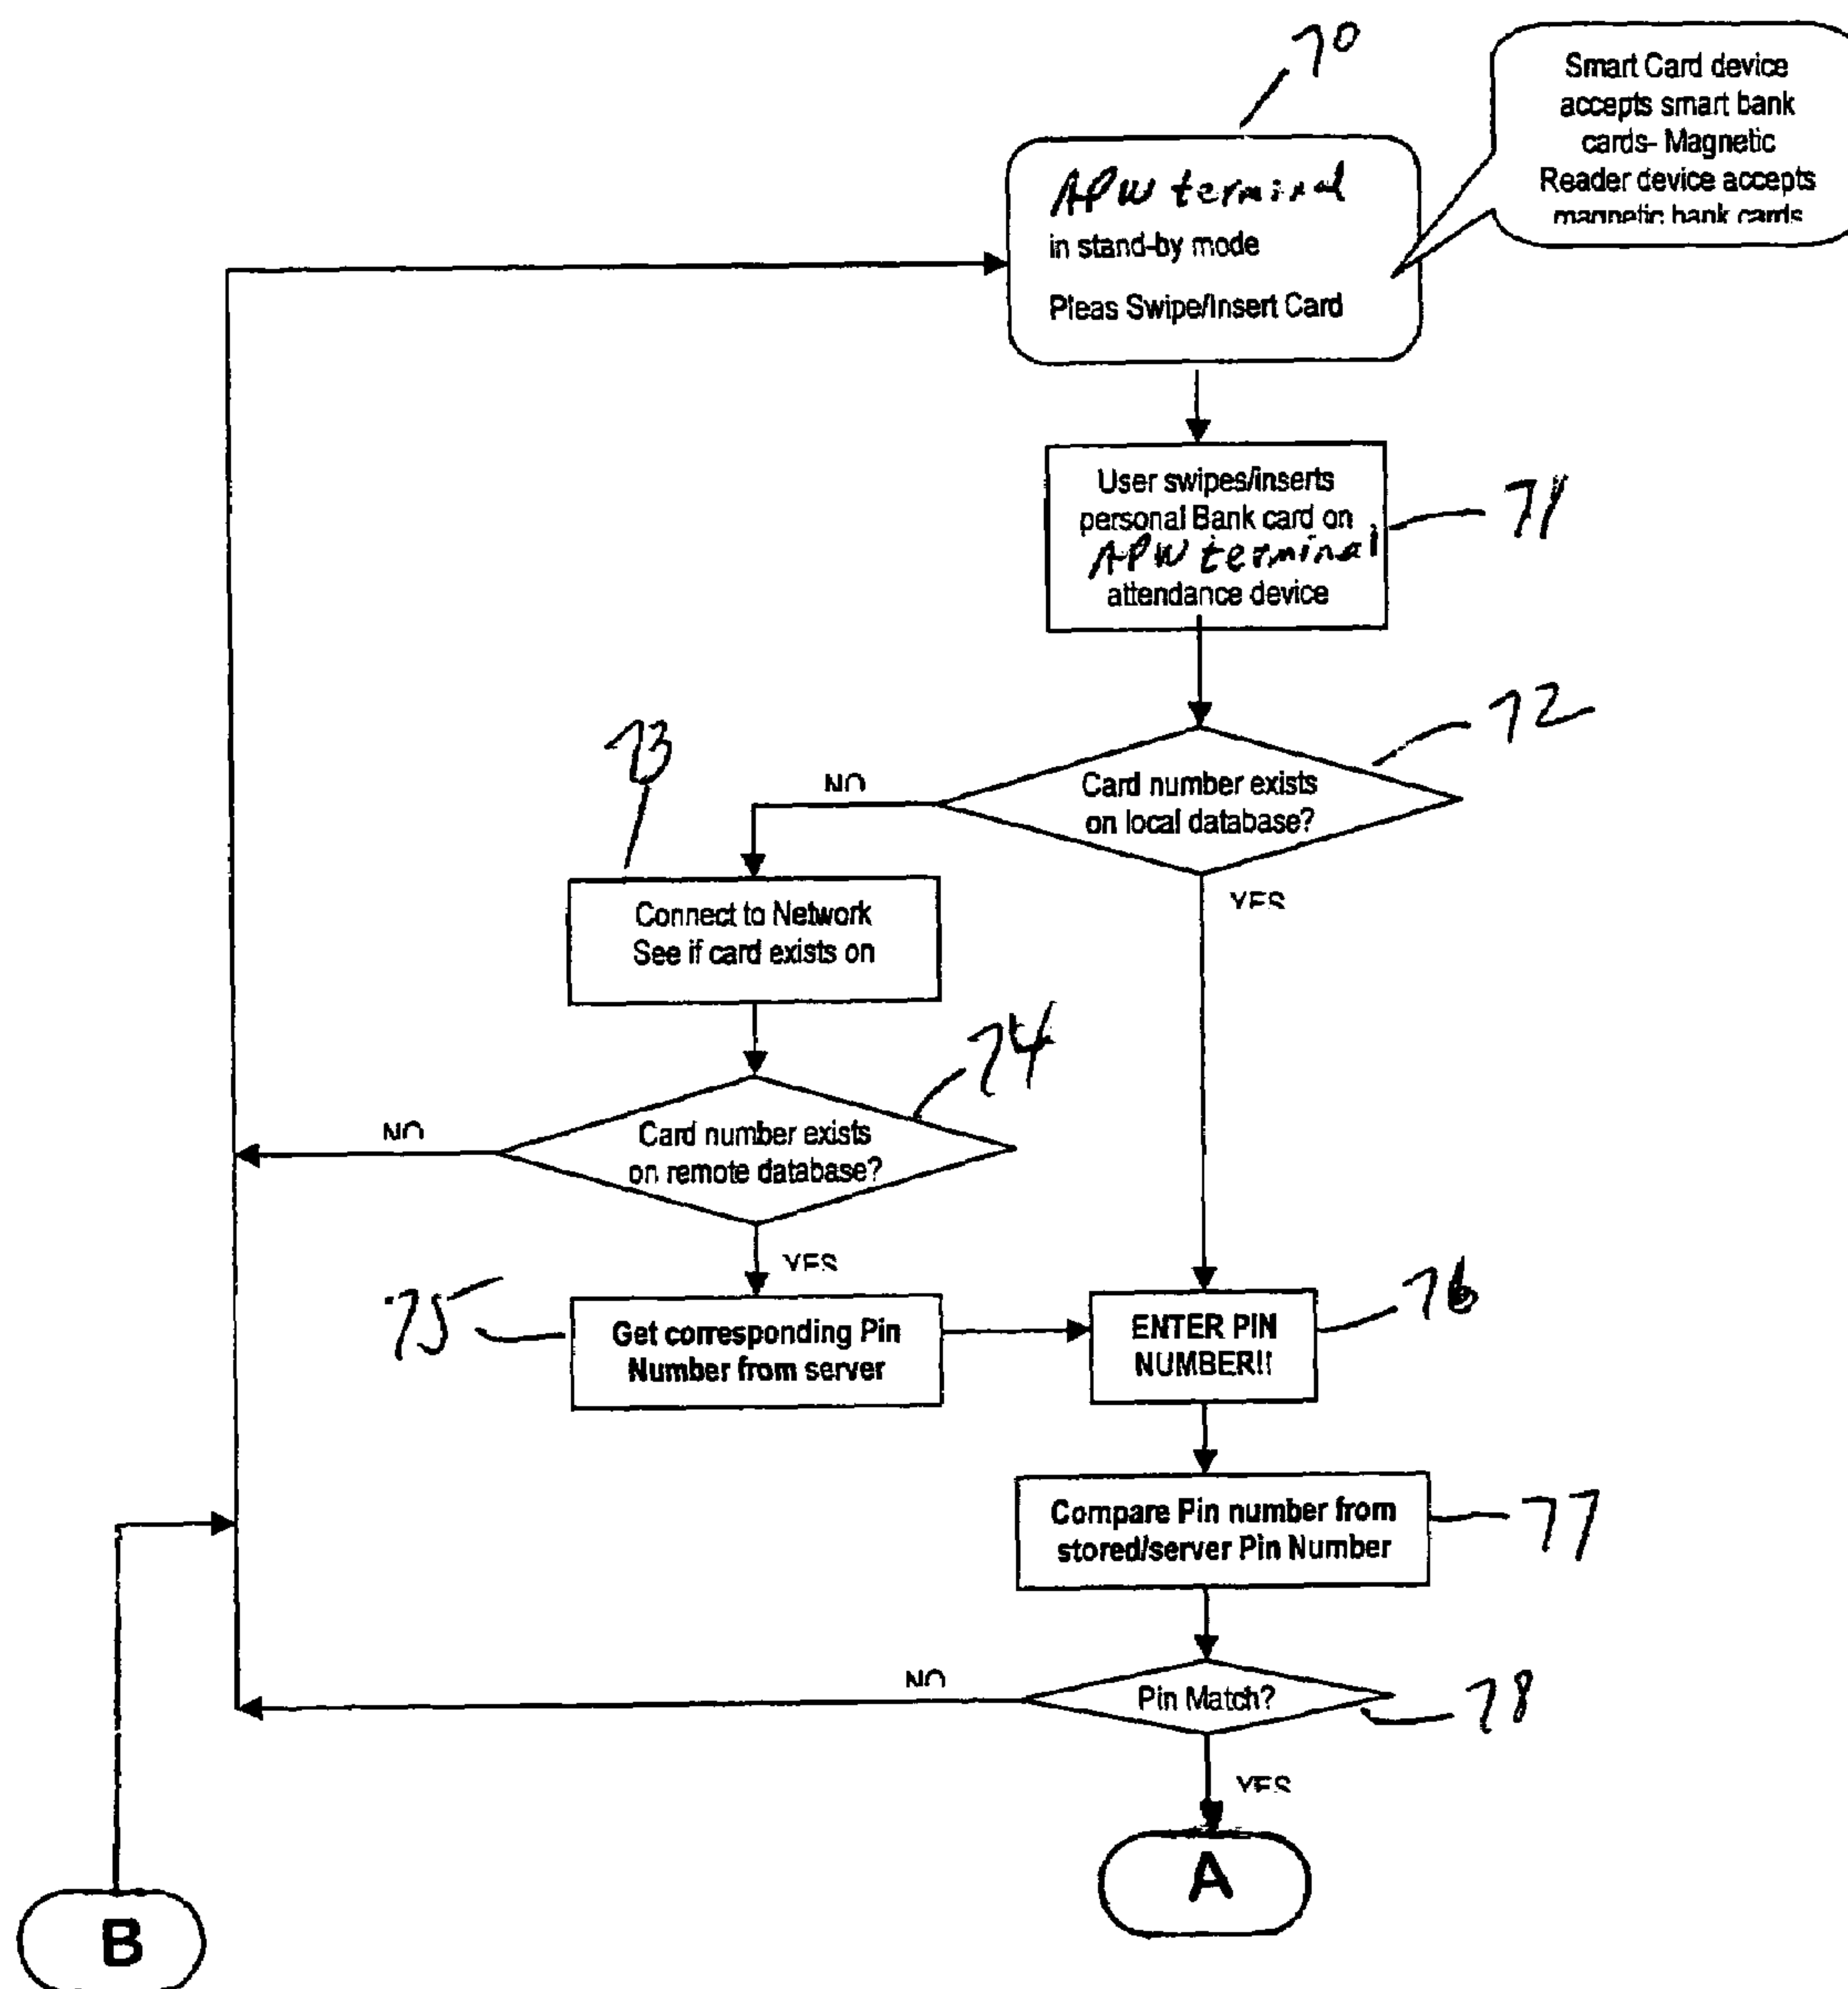 70
Smart Card device
accepts smart bank
cards- Magnetic
Reader device accepts
magnetic bank cards
APW terminal
in stand-by mode
Pleas Swipe/Insert Card
User swipes/inserts
personal Bank card on
APW terminal
attendance device
71
72
Card number exists
on local database?
NO
YES
73
Connect to Network
See if card exists on
74
Card number exists
on remote database?
NO
YES
75
Get corresponding Pin
Number from server
76
ENTER PIN
NUMBER!!
Compare Pin number from
stored/server Pin Number
77
Pin Match?
78
NO
YES
A
B